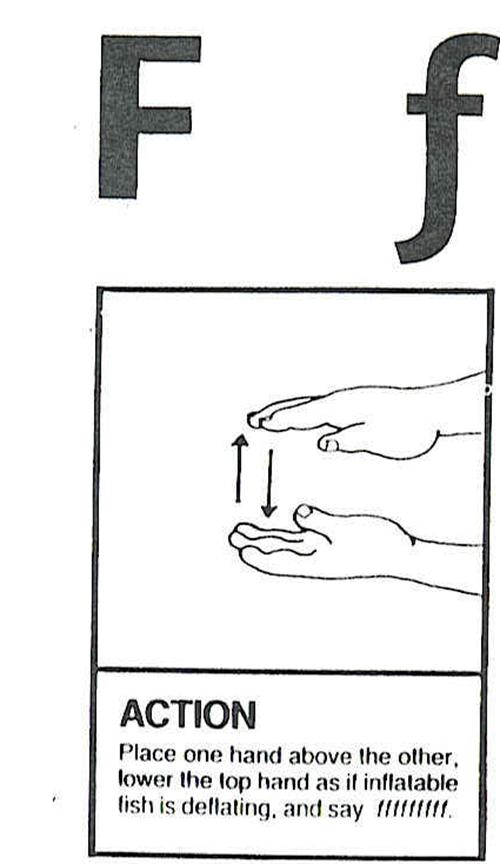 F f
ACTION
Place one hand above the other,
lower the top hand as if inflatable
fish is deflating, and say fffffffff.